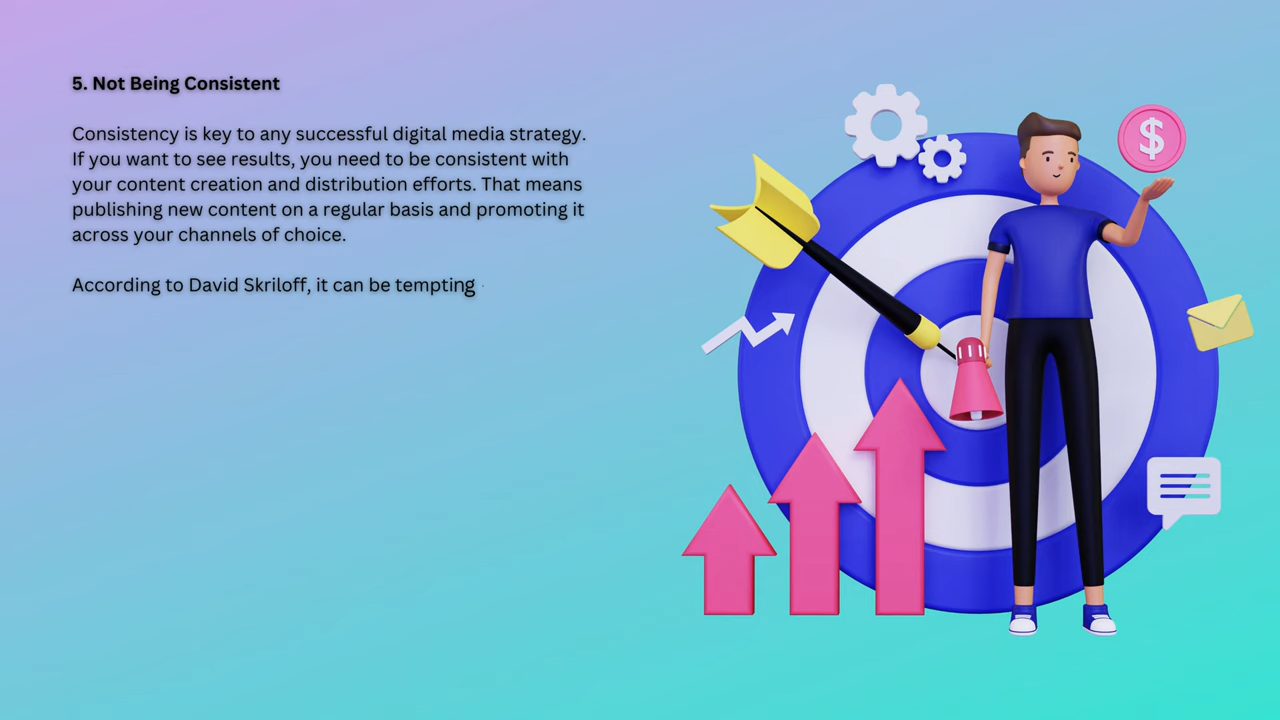 5. Not Being Consistent
Consistency is key to any successful digital media strategy.
If you want to see results, you need to be consistent with
your content creation and distribution efforts. That means
publishing new content on a regular basis and promoting it
across your channels of choice.
According to David Skriloff, it can be tempting
$